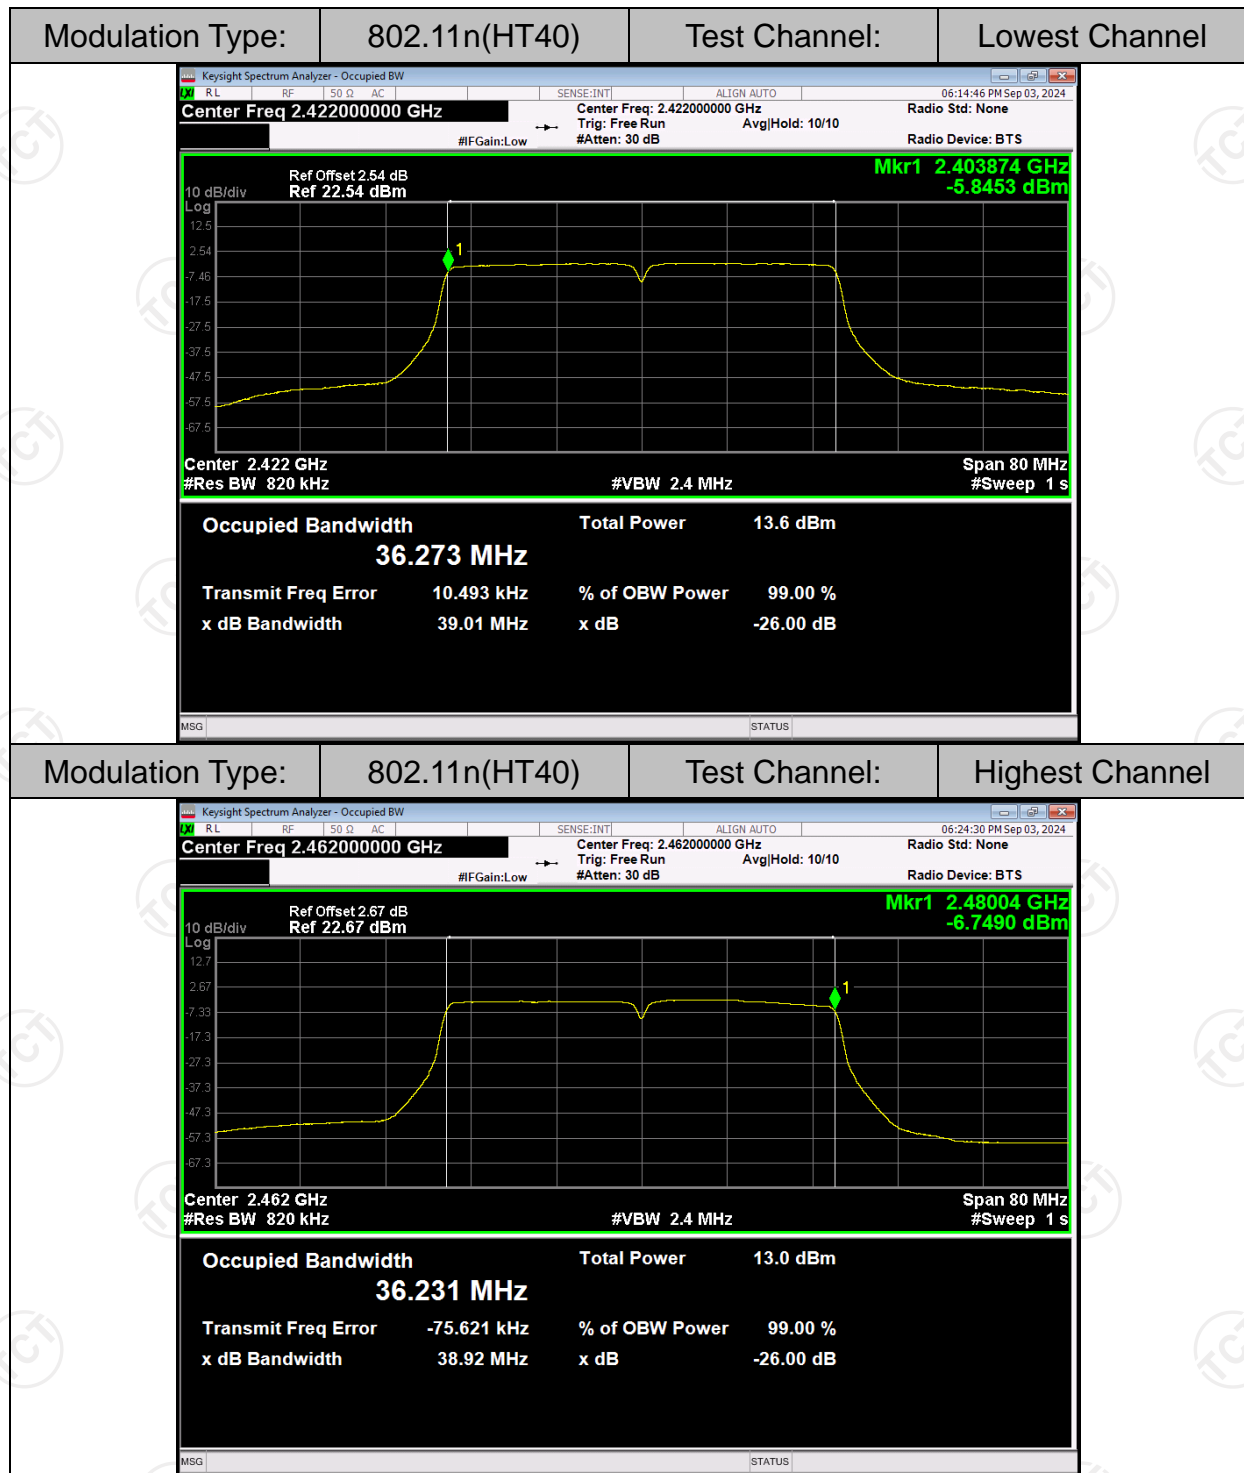 Modulation Type: 802.11n(HT40) Test Channel: Lowest Channel
Keysight Spectrum Analyzer - Occupied BW
LXI RL RF 50 Ω AC SENSE:INT ALIGN AUTO 06:14:46 PM Sep 03, 2024
Center Freq 2.422000000 GHz Center Freq: 2.422000000 GHz Radio Std: None
Trig: Free Run Avg|Hold: 10/10
#IFGain:Low #Atten: 30 dB Radio Device: BTS
Mkr1 2.403874 GHz
Ref Offset 2.54 dB
10 dB/div Ref 22.54 dBm -5.8453 dBm
Log
12.5
1
2.54
-7.46
-17.5
-27.5
-37.5
-47.5
-57.5
-67.5
Center 2.422 GHz Span 80 MHz
#Res BW 820 kHz #VBW 2.4 MHz #Sweep 1 s
Occupied Bandwidth Total Power 13.6 dBm
36.273 MHz
Transmit Freq Error 10.493 kHz % of OBW Power 99.00 %
x dB Bandwidth 39.01 MHz x dB -26.00 dB
MSG STATUS
Modulation Type: 802.11n(HT40) Test Channel: Highest Channel
Keysight Spectrum Analyzer - Occupied BW
LXI RL RF 50 Ω AC SENSE:INT ALIGN AUTO 06:24:30 PM Sep 03, 2024
Center Freq 2.462000000 GHz Center Freq: 2.462000000 GHz Radio Std: None
Trig: Free Run Avg|Hold: 10/10
#IFGain:Low #Atten: 30 dB Radio Device: BTS
Mkr1 2.48004 GHz
Ref Offset 2.67 dB
10 dB/div Ref 22.67 dBm -6.7490 dBm
Log
12.7
2.67
1
-7.33
-17.3
-27.3
-37.3
-47.3
-57.3
-67.3
Center 2.462 GHz Span 80 MHz
#Res BW 820 kHz #VBW 2.4 MHz #Sweep 1 s
Occupied Bandwidth Total Power 13.0 dBm
36.231 MHz
Transmit Freq Error -75.621 kHz % of OBW Power 99.00 %
x dB Bandwidth 38.92 MHz x dB -26.00 dB
MSG STATUS